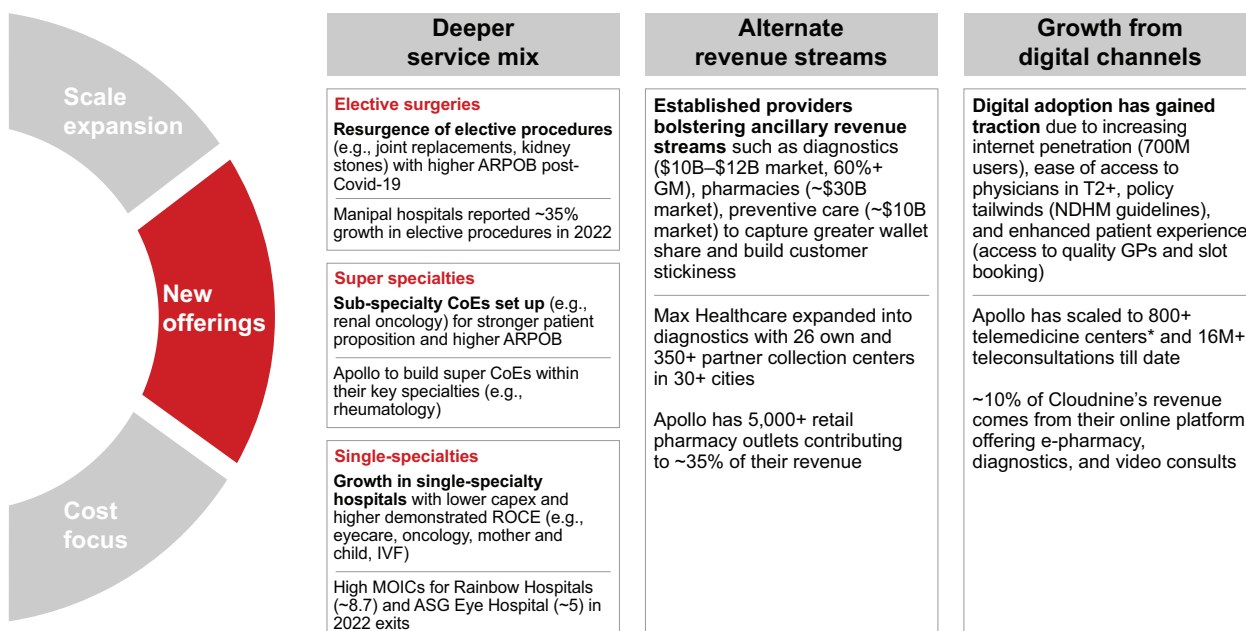 Scale
expansion
New
offerings
Cost
focus
Deeper
service mix
Elective surgeries
Resurgence of elective procedures
(e.g., joint replacements, kidney
stones) with higher ARPOB post-
Covid-19
Manipal hospitals reported ~35%
growth in elective procedures in 2022
Super specialties
Sub-specialty CoEs set up (e.g.,
renal oncology) for stronger patient
proposition and higher ARPOB
Apollo to build super CoEs within
their key specialties (e.g.,
rheumatology)
Single-specialties
Growth in single-specialty
hospitals with lower capex and
higher demonstrated ROCE (e.g.,
eyecare, oncology, mother and
child, IVF)
High MOICs for Rainbow Hospitals
(~8.7) and ASG Eye Hospital (~5) in
2022 exits
Alternate
revenue streams
Established providers
bolstering ancillary revenue
streams such as diagnostics
($10B–$12B market, 60%+
GM), pharmacies (~$30B
market), preventive care (~$10B
market) to capture greater wallet
share and build customer
stickiness
Max Healthcare expanded into
diagnostics with 26 own and
350+ partner collection centers
in 30+ cities
Apollo has 5,000+ retail
pharmacy outlets contributing
to ~35% of their revenue
Growth from
digital channels
Digital adoption has gained
traction due to increasing
internet penetration (700M
users), ease of access to
physicians in T2+, policy
tailwinds (NDHM guidelines),
and enhanced patient experience
(access to quality GPs and slot
booking)
Apollo has scaled to 800+
telemedicine centers* and 16M+
teleconsultations till date
~10% of Cloudnine's revenue
comes from their online platform
offering e-pharmacy,
diagnostics, and video consults